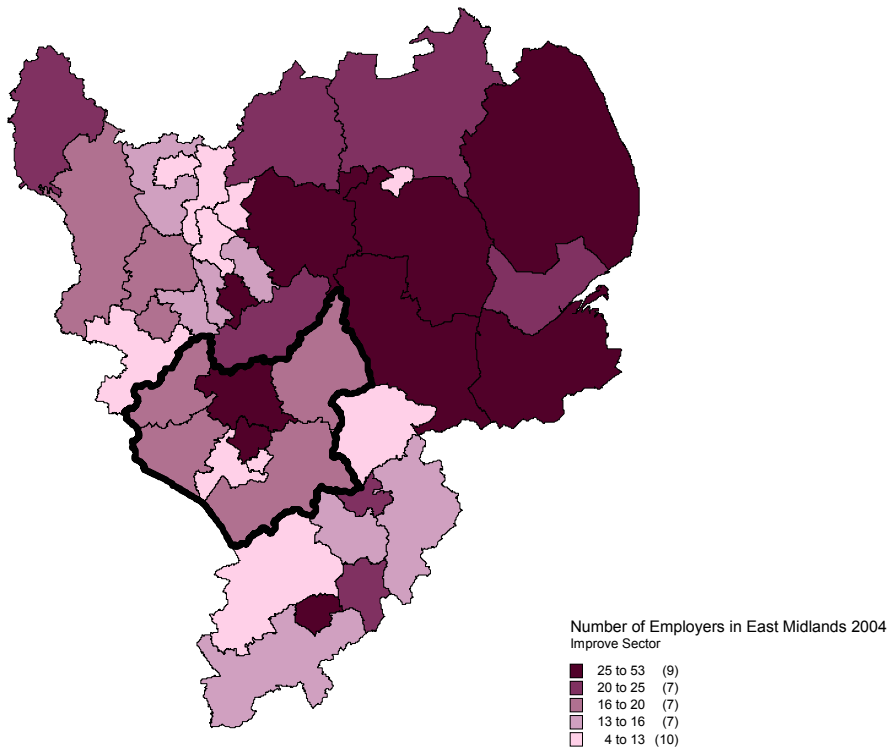 Number of Employers in East Midlands 2004
Improve Sector
25 to 53 (9)
20 to 25 (7)
16 to 20 (7)
13 to 16 (7)
4 to 13 (10)